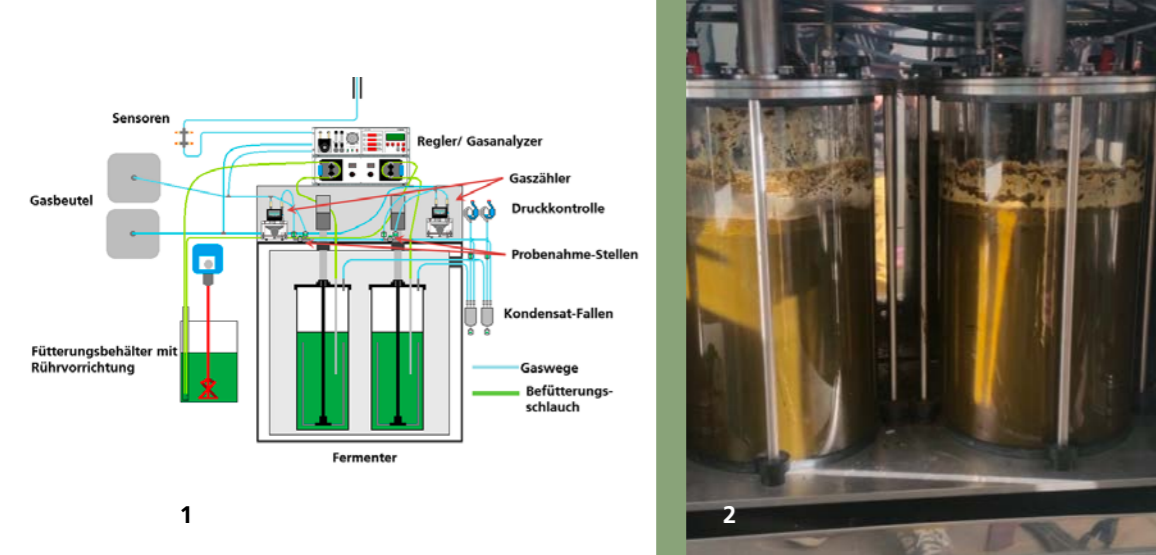 Sensoren
Regler/ Gasanalyzer
Gasbeutel
Gaszähler
Druckkontrolle
Probenahme-Stellen
Kondensat-Fallen
Fütterungsbehälter mit
Rührvorrichtung
Gaswege
Befütterungs-
schlauch
Fermenter
1
2